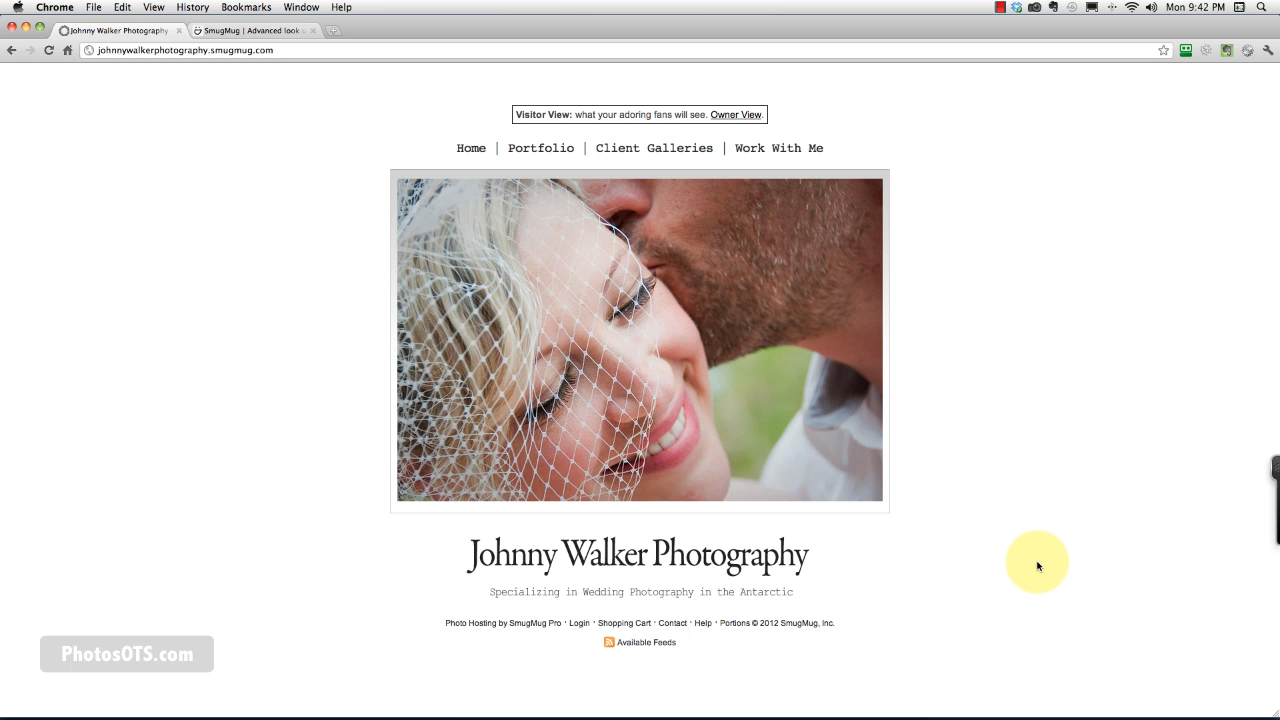 Chrome File Edit View History Bookmarks Window Help Mon 9:42 PM
Johnny Walker Photography SmugMug | Advanced look
johnnywalkerphotography.smugmug.com
Visitor View: what your adoring fans will see. Owner View.
Home | Portfolio | Client Galleries | Work With Me
Johnny Walker Photography
Specializing in Wedding Photography in the Antarctic
Photo Hosting by SmugMug Pro · Login · Shopping Cart · Contact · Help · Portions © 2012 SmugMug, Inc.
Available Feeds
PhotosOTS.com